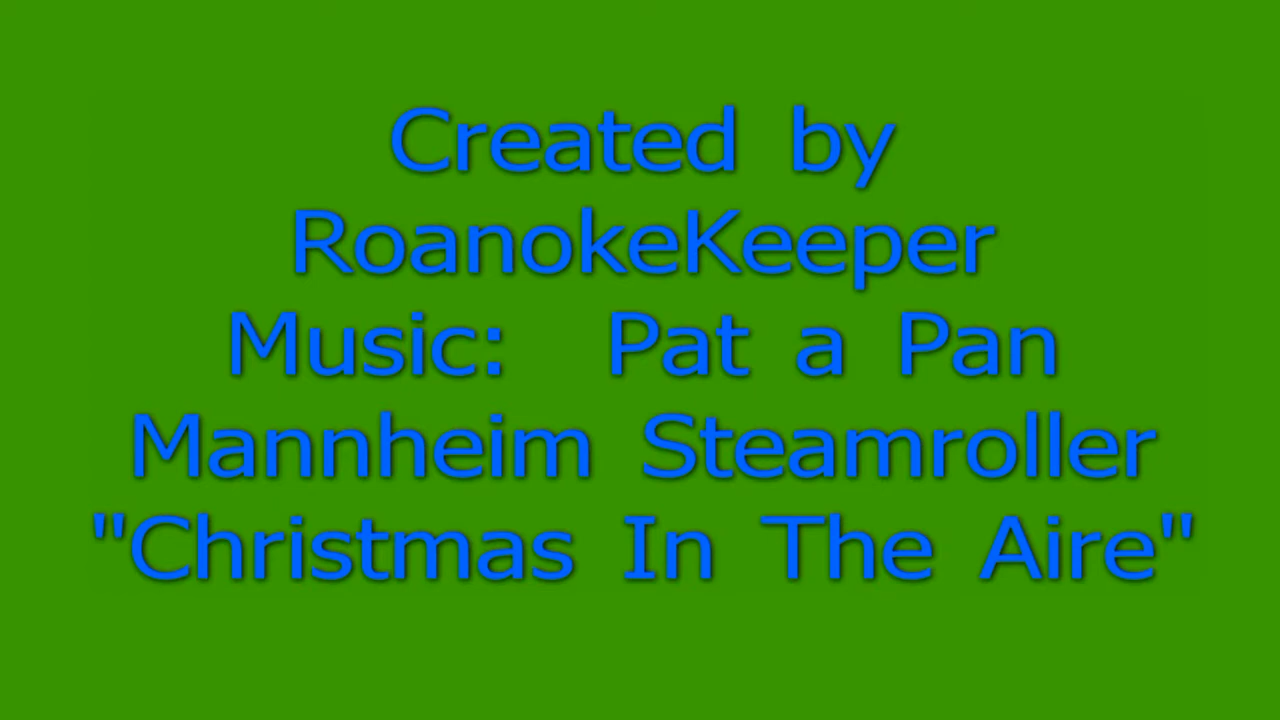 Created by
RoanokeKeeper
Music: Pat a Pan
Mannheim Steamroller
"Christmas In The Aire"